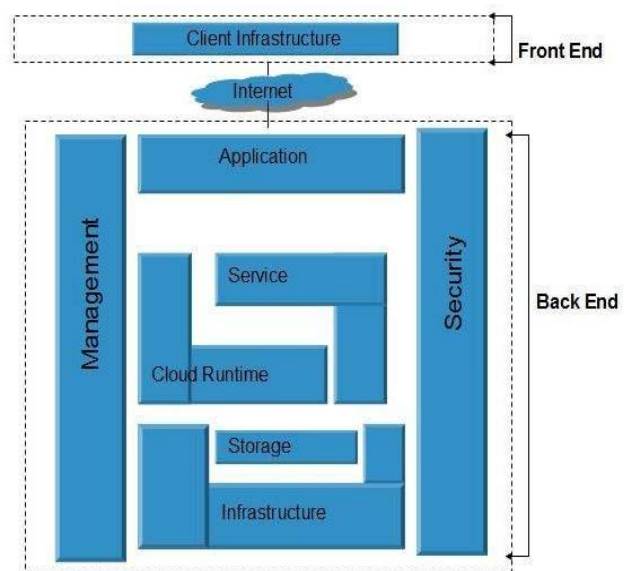 Client Infrastructure
Front End
Internet
Application
Management
Security
Service
Back End
Cloud Runtime
Storage
Infrastructure